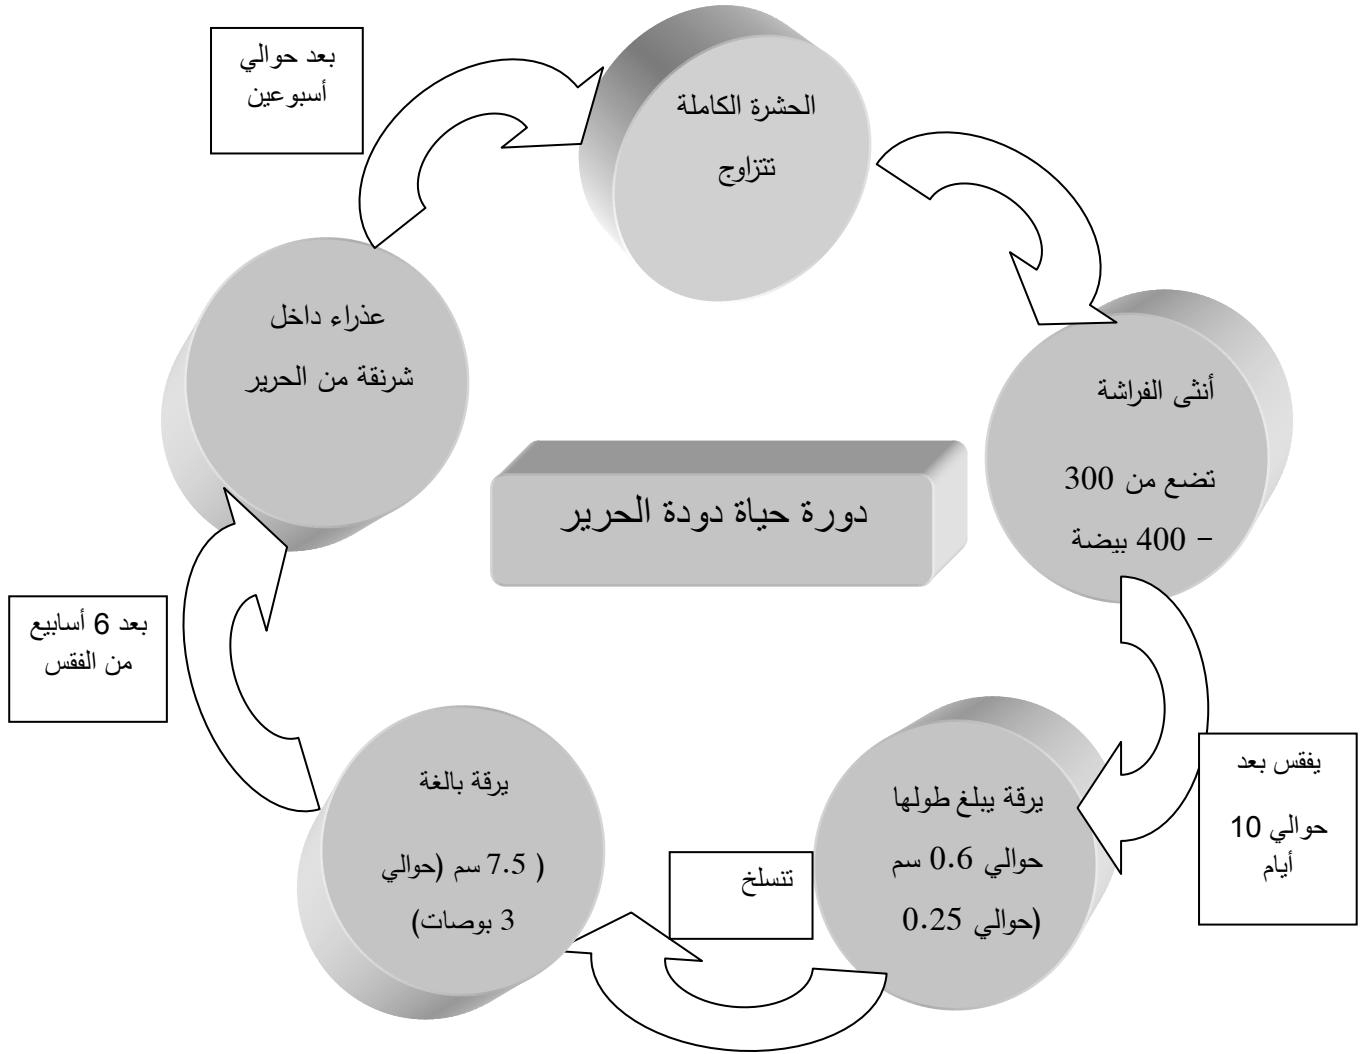 دورة حياة دودة الحرير
الحشرة الكاملة
تتزاوج
أنثى الفراشة
تضع من 300
– 400 بيضة
يفقس بعد
حوالي 10
أيام
يرقة يبلغ طولها
حوالي 0.6 سم
(حوالي 0.25
تنسلخ
يرقة بالغة
( 7.5 سم (حوالي
3 بوصات)
بعد 6 أسابيع
من الفقس
عذراء داخل
شرنقة من الحرير
بعد حوالي
أسبوعين